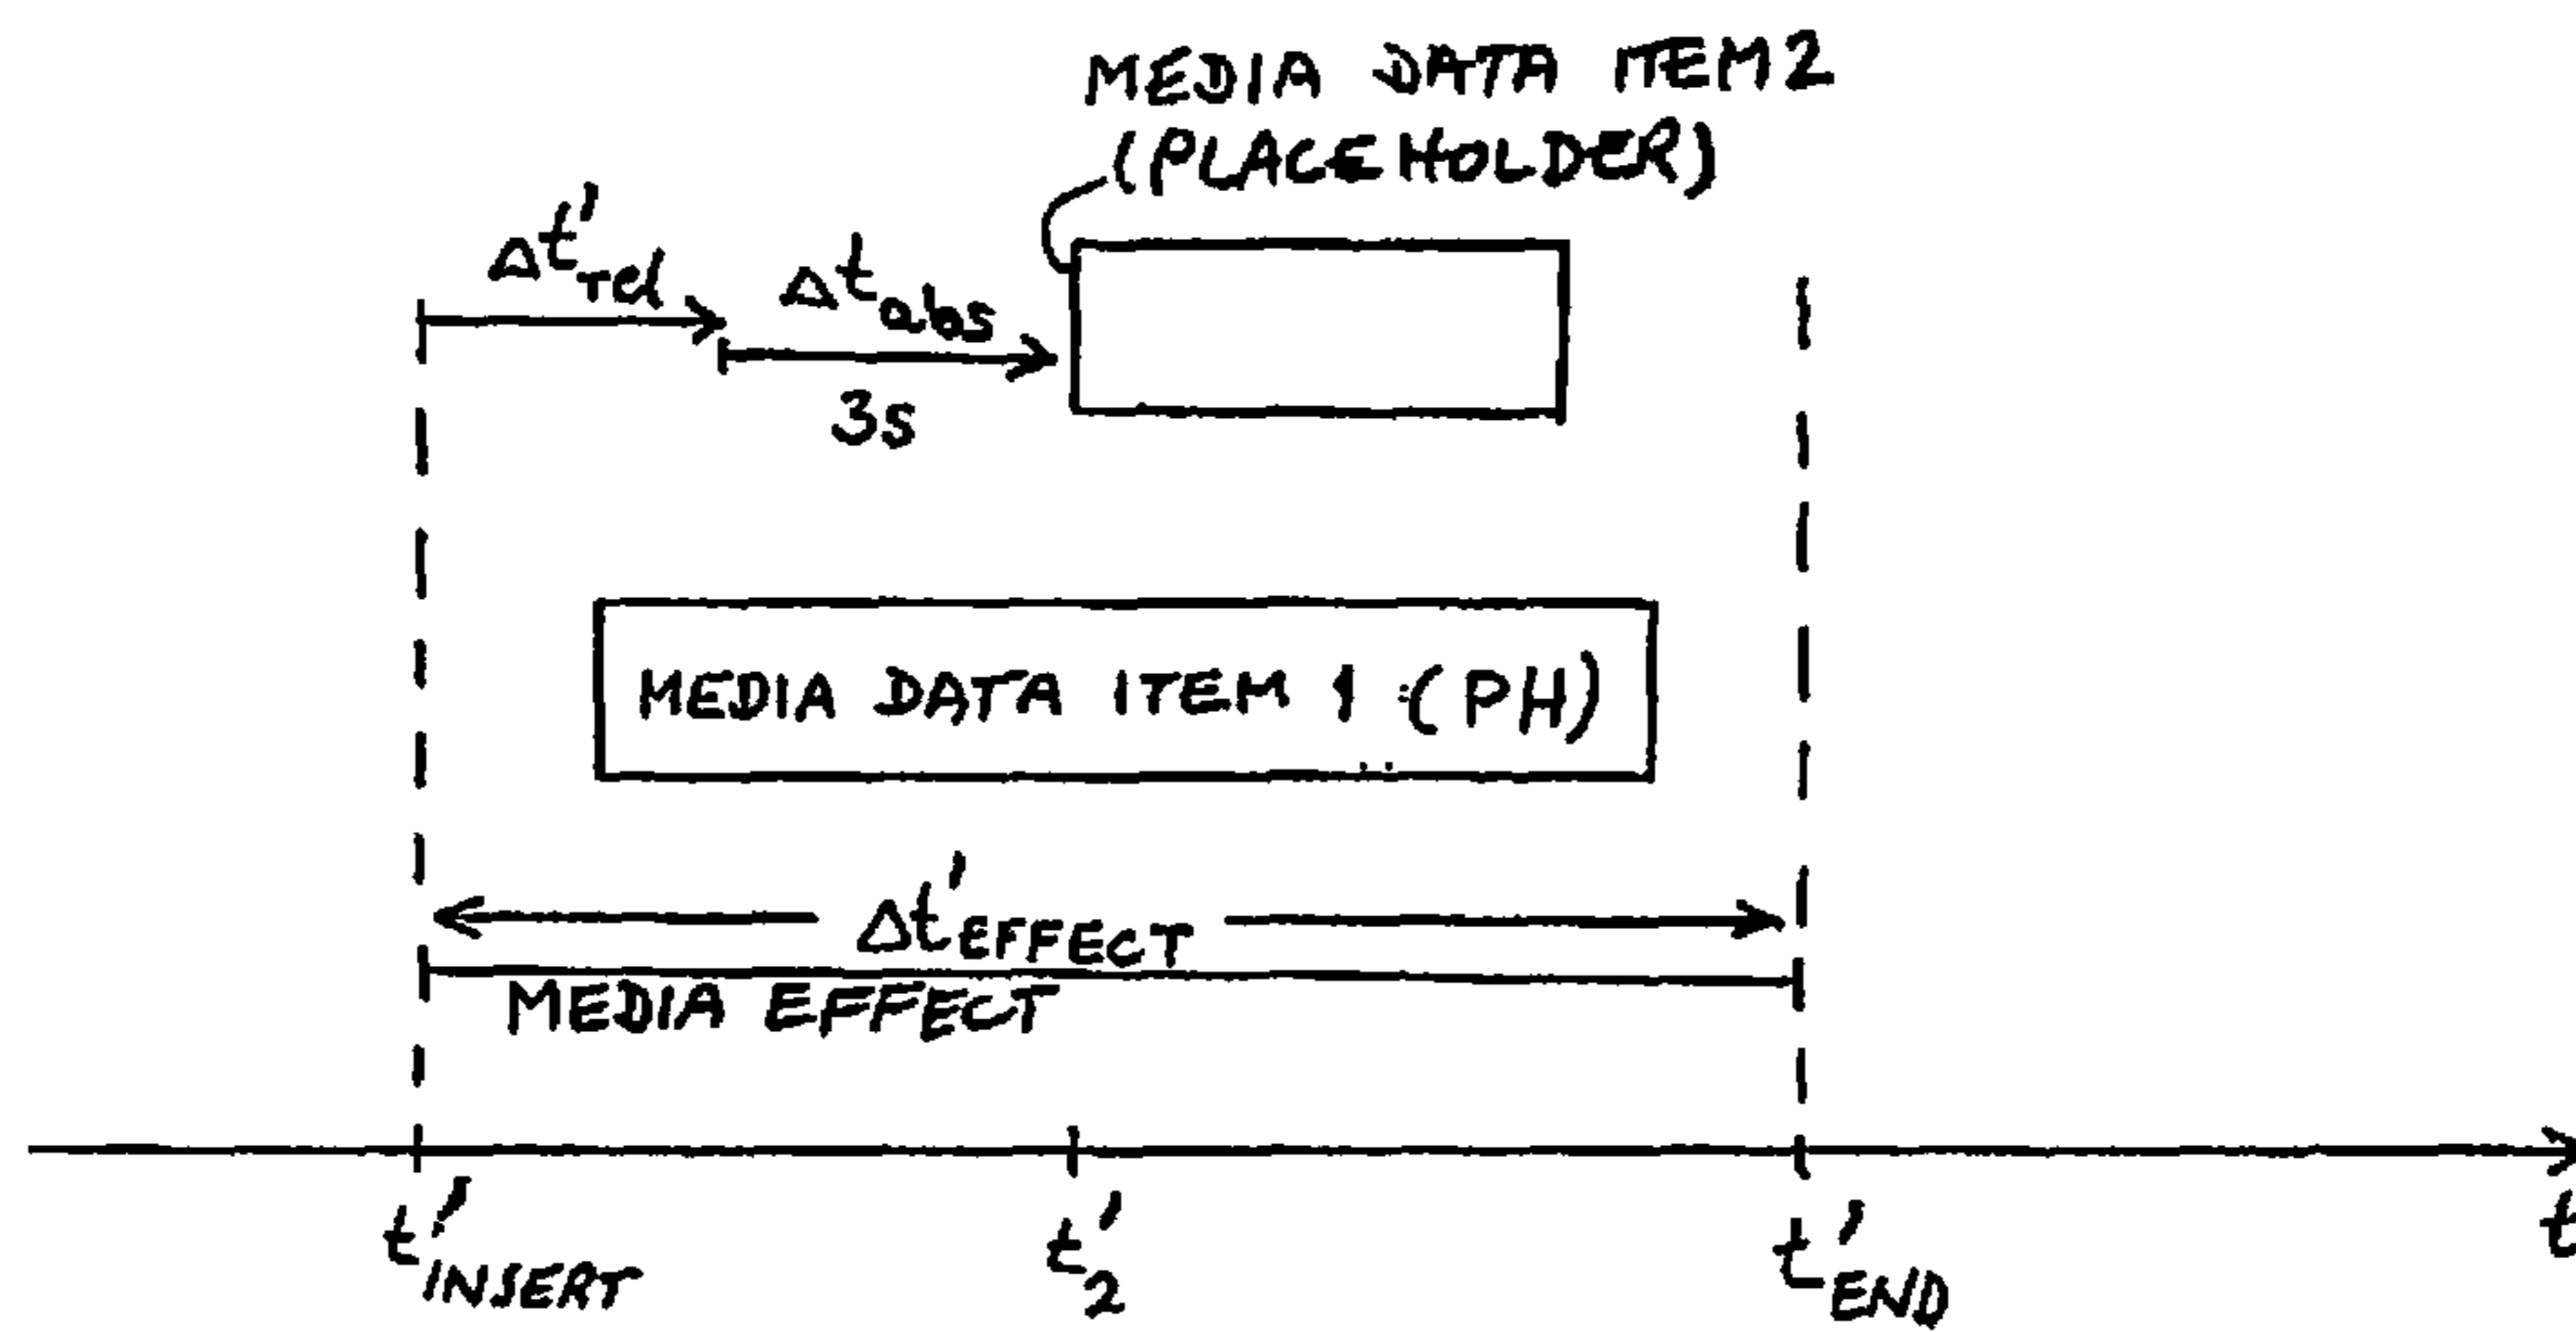 MEDIA DATA ITEM 2
(PLACEHOLDER)
Δt'rel
Δtabs
3s
MEDIA DATA ITEM 1 (PH)
Δt'EFFECT
MEDIA EFFECT
t'INSERT
t'2
t'END
t